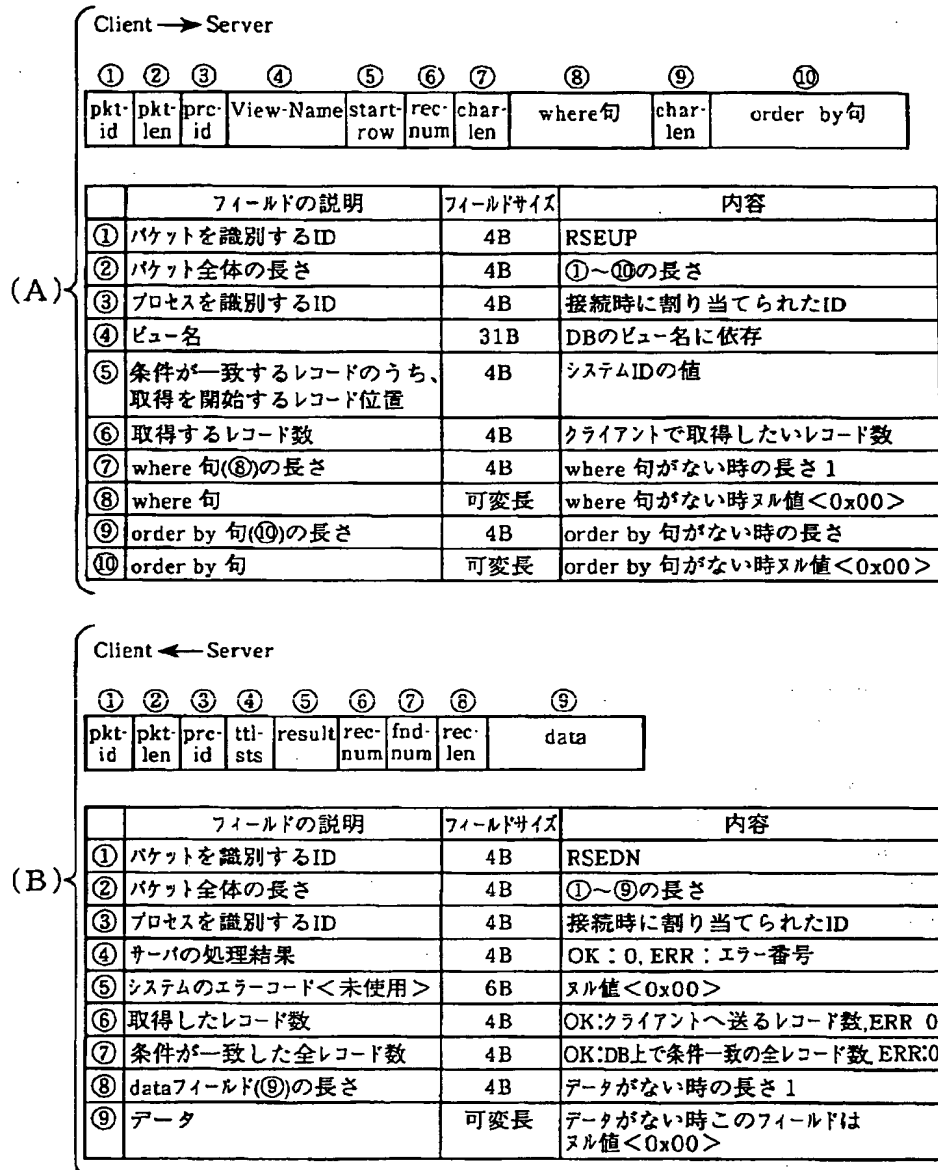 (A)
Client → Server
① ② ③ ④ ⑤ ⑥ ⑦ ⑧ ⑨ ⑩
pkt-id pkt-len prc-id View-Name start-row rec-num char-len where句 char-len order by句
フィールドの説明 フィールドサイズ 内容
① パケットを識別するID 4B RSEUP
② パケット全体の長さ 4B ①~⑩の長さ
③ プロセスを識別するID 4B 接続時に割り当てられたID
④ ビュー名 31B DBのビュー名に依存
⑤ 条件が一致するレコードのうち、 4B システムIDの値
取得を開始するレコード位置
⑥ 取得するレコード数 4B クライアントで取得したいレコード数
⑦ where 句(⑧)の長さ 4B where 句がない時の長さ 1
⑧ where 句 可変長 where 句がない時ヌル値<0x00>
⑨ order by 句(⑩)の長さ 4B order by 句がない時の長さ
⑩ order by 句 可変長 order by 句がない時ヌル値<0x00>
(B)
Client ← Server
① ② ③ ④ ⑤ ⑥ ⑦ ⑧ ⑨
pkt-id pkt-len prc-id ttl-sts result rec-num fnd-num rec-len data
フィールドの説明 フィールドサイズ 内容
① パケットを識別するID 4B RSEDN
② パケット全体の長さ 4B ①~⑨の長さ
③ プロセスを識別するID 4B 接続時に割り当てられたID
④ サーバの処理結果 4B OK:0, ERR:エラー番号
⑤ システムのエラーコード<未使用> 6B ヌル値<0x00>
⑥ 取得したレコード数 4B OK:クライアントへ送るレコード数,ERR 0
⑦ 条件が一致した全レコード数 4B OK:DB上で条件一致の全レコード数, ERR:0
⑧ dataフィールド(⑨)の長さ 4B データがない時の長さ 1
⑨ データ 可変長 データがない時このフィールドは
ヌル値<0x00>